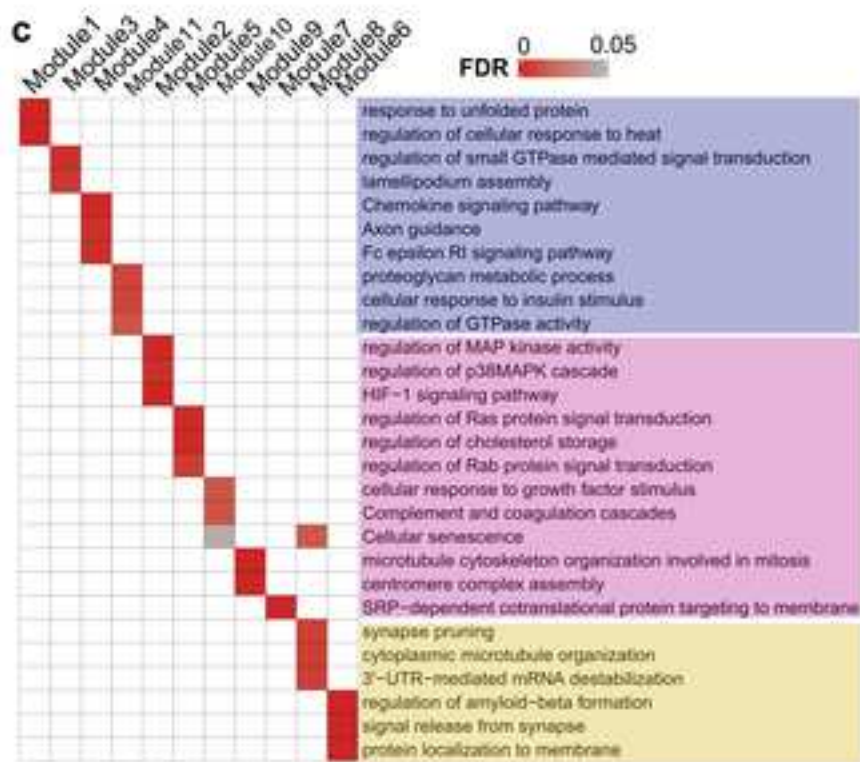 c
Module1
Module3
Module4
Module11
Module2
Module5
Module10
Module9
Module7
Module8
Module6
FDR
0
0.05
response to unfolded protein
regulation of cellular response to heat
regulation of small GTPase mediated signal transduction
lamellipodium assembly
Chemokine signaling pathway
Axon guidance
Fc epsilon RI signaling pathway
proteoglycan metabolic process
cellular response to insulin stimulus
regulation of GTPase activity
regulation of MAP kinase activity
regulation of p38MAPK cascade
HIF−1 signaling pathway
regulation of Ras protein signal transduction
regulation of cholesterol storage
regulation of Rab protein signal transduction
cellular response to growth factor stimulus
Complement and coagulation cascades
Cellular senescence
microtubule cytoskeleton organization involved in mitosis
centromere complex assembly
SRP−dependent cotranslational protein targeting to membrane
synapse pruning
cytoplasmic microtubule organization
3'−UTR−mediated mRNA destabilization
regulation of amyloid−beta formation
signal release from synapse
protein localization to membrane